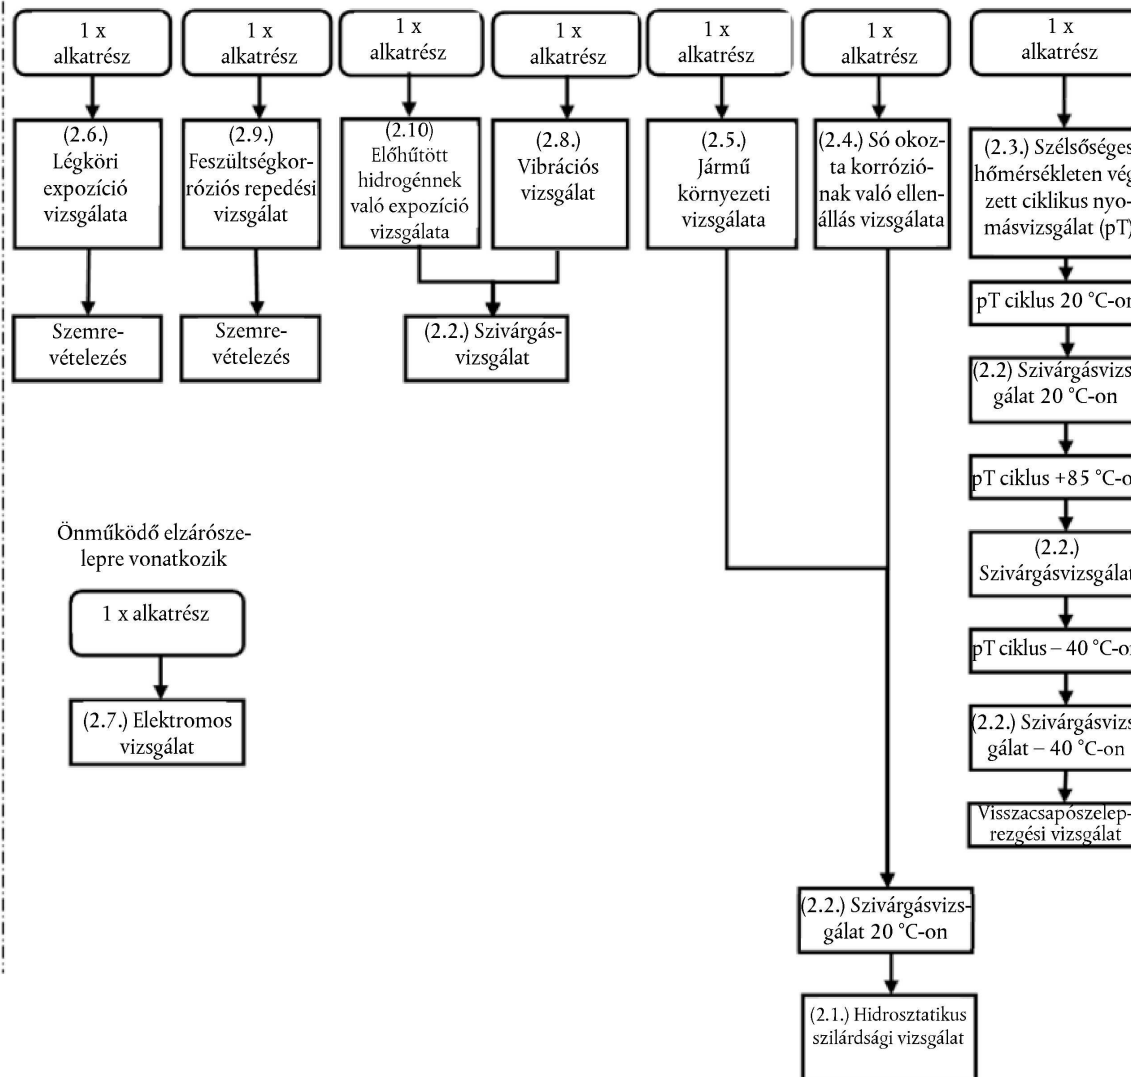 1 x
alkatrész
1 x
alkatrész
1 x
alkatrész
1 x
alkatrész
1 x
alkatrész
1 x
alkatrész
1 x
alkatrész
(2.6.)
Légköri
expozíció
vizsgálata
(2.9.)
Feszültségkor-
róziós repedési
vizsgálat
(2.10)
Előhűtött
hidrogénnek
való expozíció
vizsgálata
(2.8.)
Vibrációs
vizsgálat
(2.5.)
Jármű
környezeti
vizsgálata
(2.4.) Só okoz-
ta korrózió-
nak való ellen-
állás vizsgálata
(2.3.) Szélsőséges
hőmérsékleten vég
zett ciklikus nyo-
másvizsgálat (pT)
Szemre-
vételezés
Szemre-
vételezés
(2.2.) Szivárgás-
vizsgálat
pT ciklus 20 °C-on
(2.2) Szivárgásvizs
gálat 20 °C-on
pT ciklus +85 °C-o
(2.2.)
Szivárgásvizsgálat
pT ciklus – 40 °C-o
(2.2.) Szivárgásvizs
gálat – 40 °C-on
Visszacsapószelep-
rezgési vizsgálat
Önműködő elzárósze-
lepre vonatkozik
1 x alkatrész
(2.7.) Elektromos
vizsgálat
(2.2.) Szivárgásvizs-
gálat 20 °C-on
(2.1.) Hidrosztatikus
szilárdsági vizsgálat